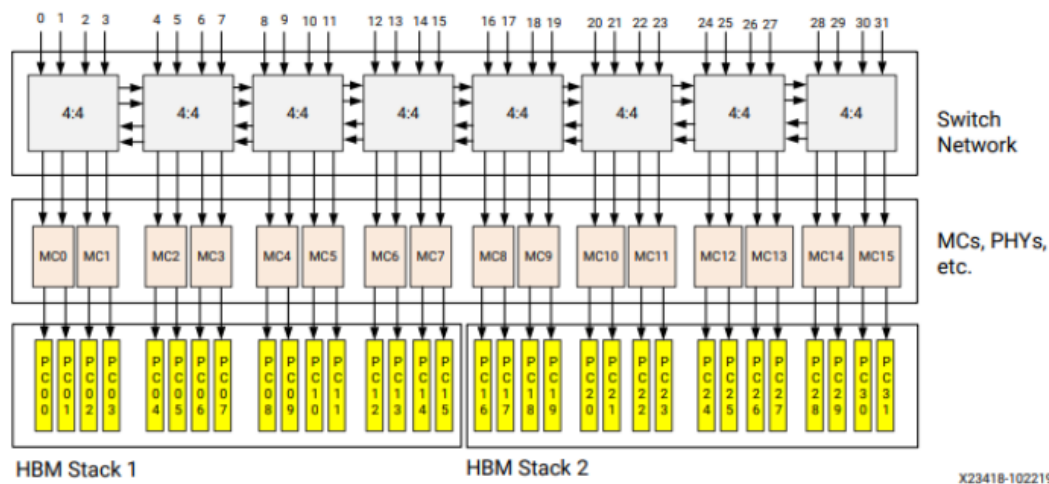 0 1 2 3 4 5 6 7 8 9 10 11 12 13 14 15 16 17 18 19 20 21 22 23 24 25 26 27 28 29 30 31
4:4 4:4 4:4 4:4 4:4 4:4 4:4 4:4
Switch
Network
MC0 MC1 MC2 MC3 MC4 MC5 MC6 MC7 MC8 MC9 MC10 MC11 MC12 MC13 MC14 MC15
MCs, PHYs,
etc.
PC00 PC01 PC02 PC03 PC04 PC05 PC06 PC07 PC08 PC09 PC10 PC11 PC12 PC13 PC14 PC15 PC16 PC17 PC18 PC19 PC20 PC21 PC22 PC23 PC24 PC25 PC26 PC27 PC28 PC29 PC30 PC31
HBM Stack 1 HBM Stack 2
X23418-102219